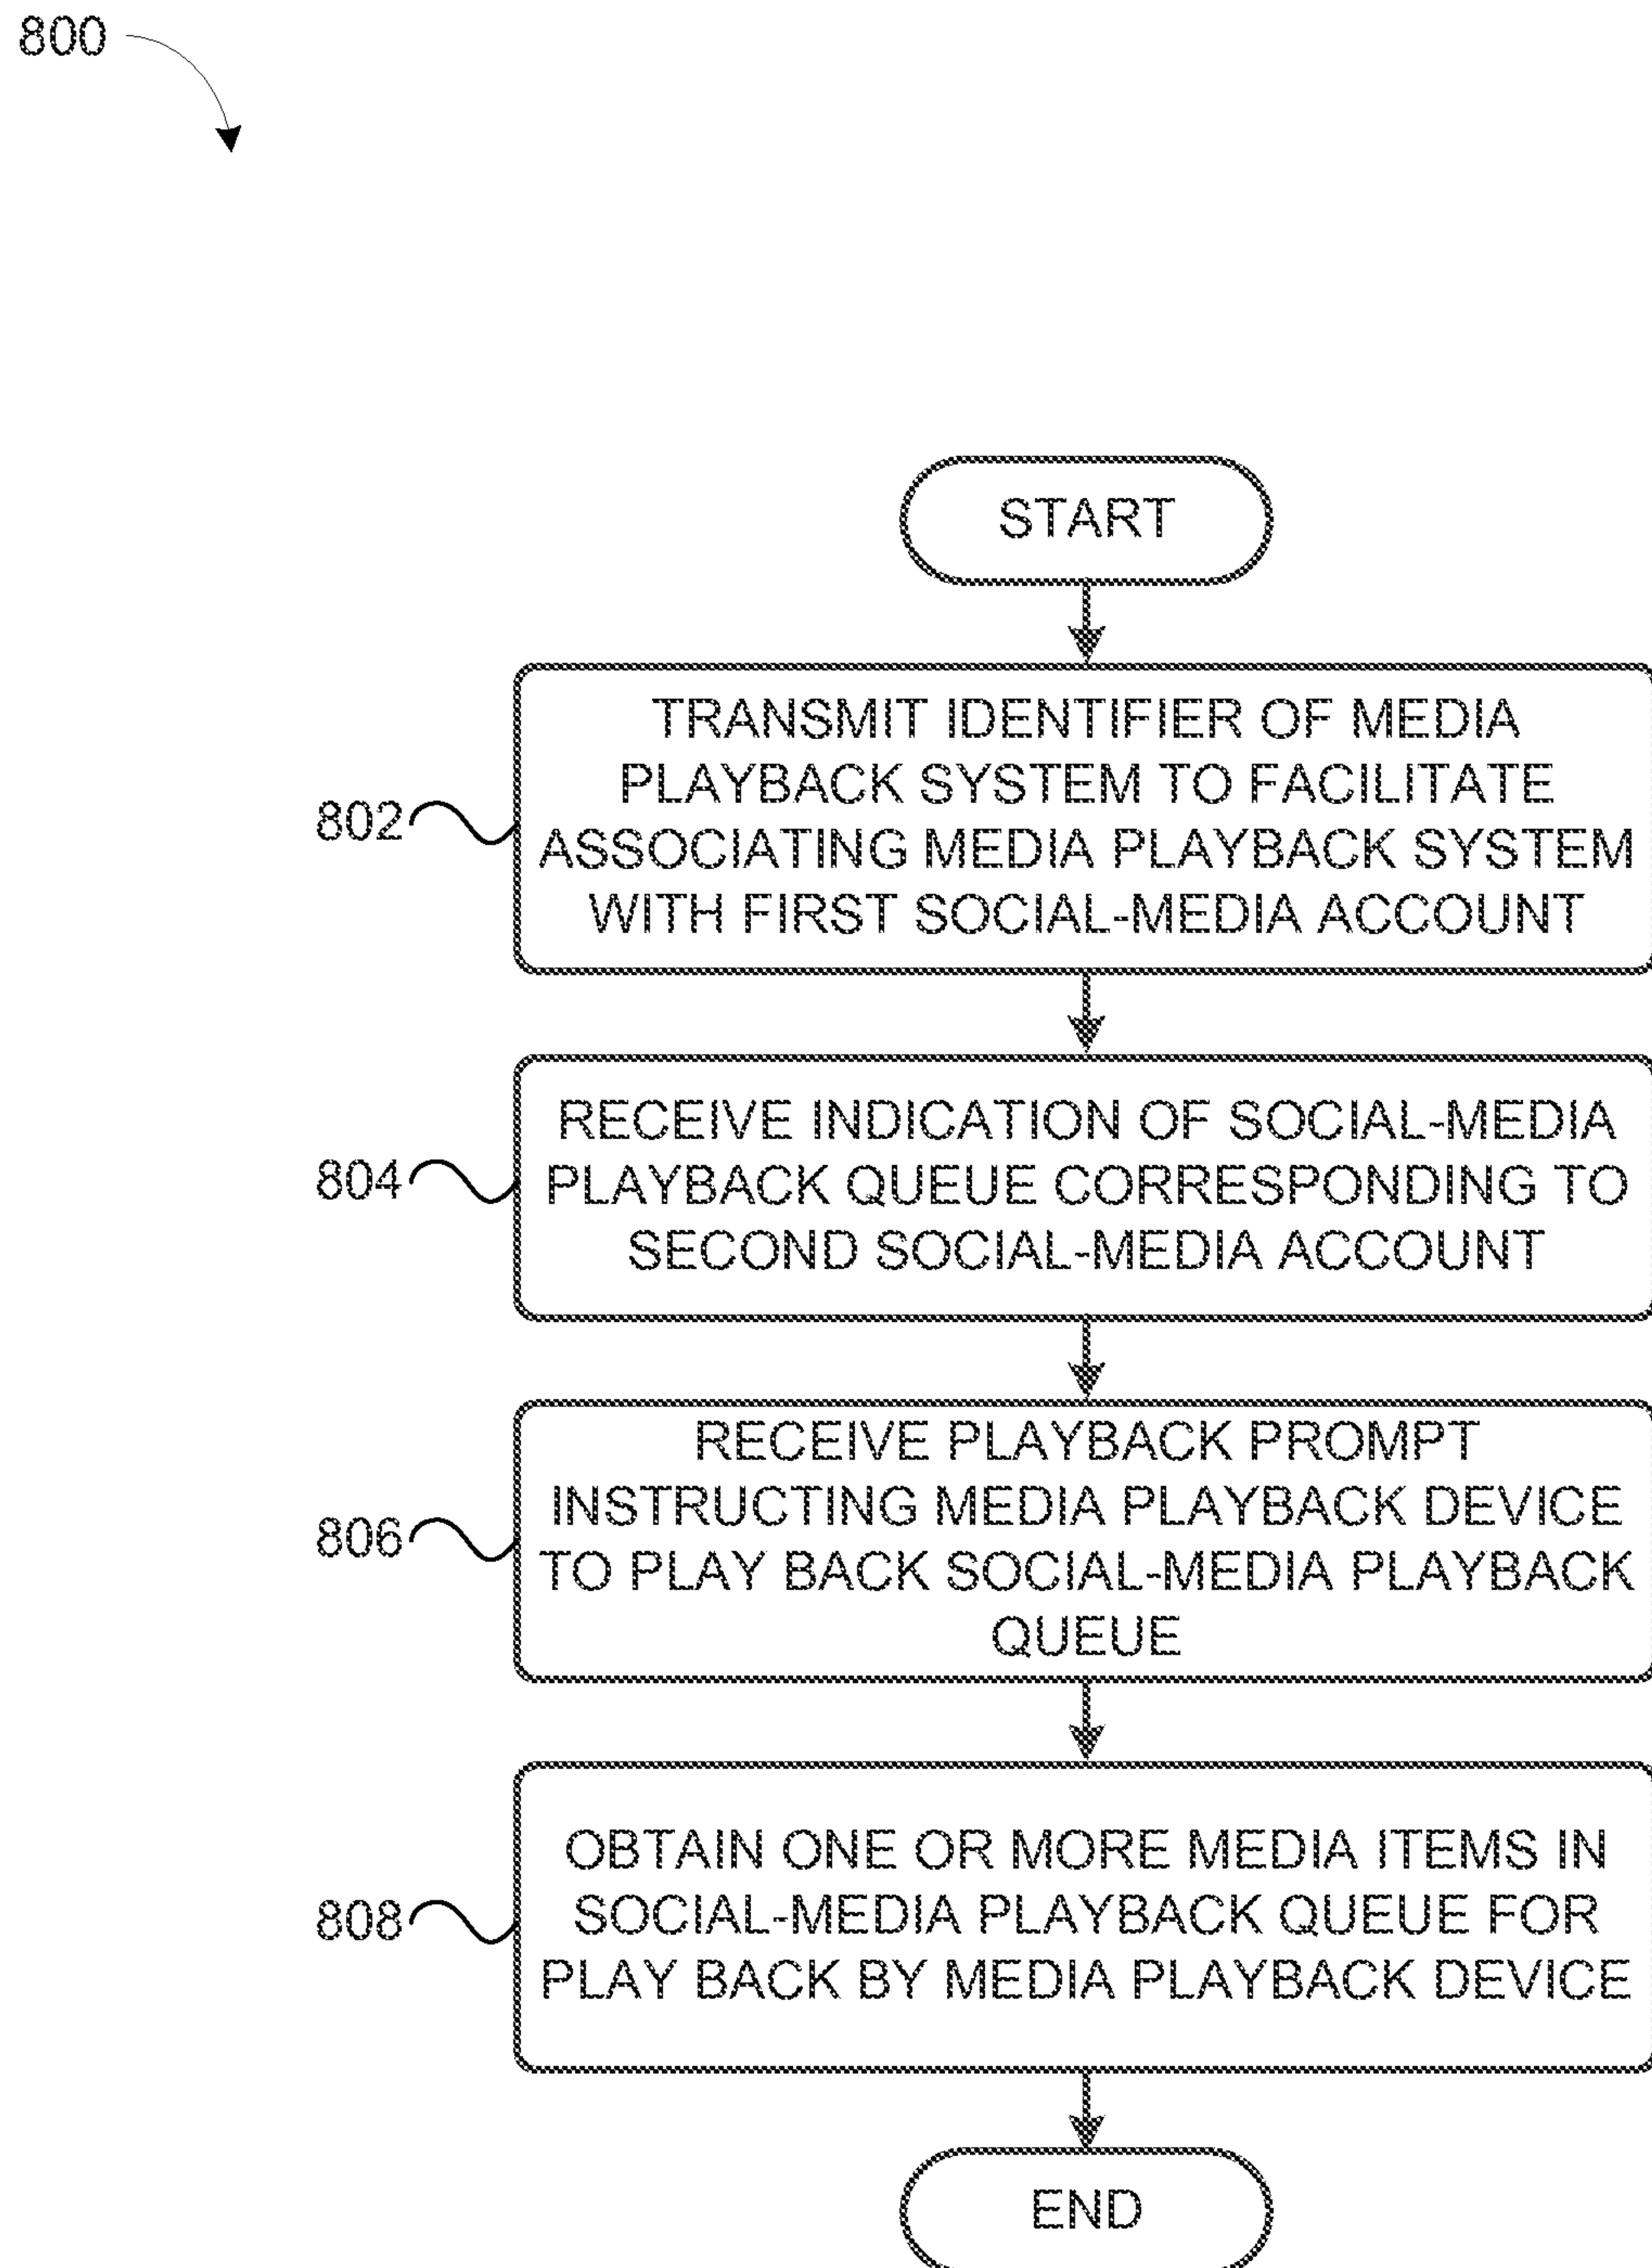 800
START
802
TRANSMIT IDENTIFIER OF MEDIA
PLAYBACK SYSTEM TO FACILITATE
ASSOCIATING MEDIA PLAYBACK SYSTEM
WITH FIRST SOCIAL-MEDIA ACCOUNT
804
RECEIVE INDICATION OF SOCIAL-MEDIA
PLAYBACK QUEUE CORRESPONDING TO
SECOND SOCIAL-MEDIA ACCOUNT
806
RECEIVE PLAYBACK PROMPT
INSTRUCTING MEDIA PLAYBACK DEVICE
TO PLAY BACK SOCIAL-MEDIA PLAYBACK
QUEUE
808
OBTAIN ONE OR MORE MEDIA ITEMS IN
SOCIAL-MEDIA PLAYBACK QUEUE FOR
PLAY BACK BY MEDIA PLAYBACK DEVICE
END